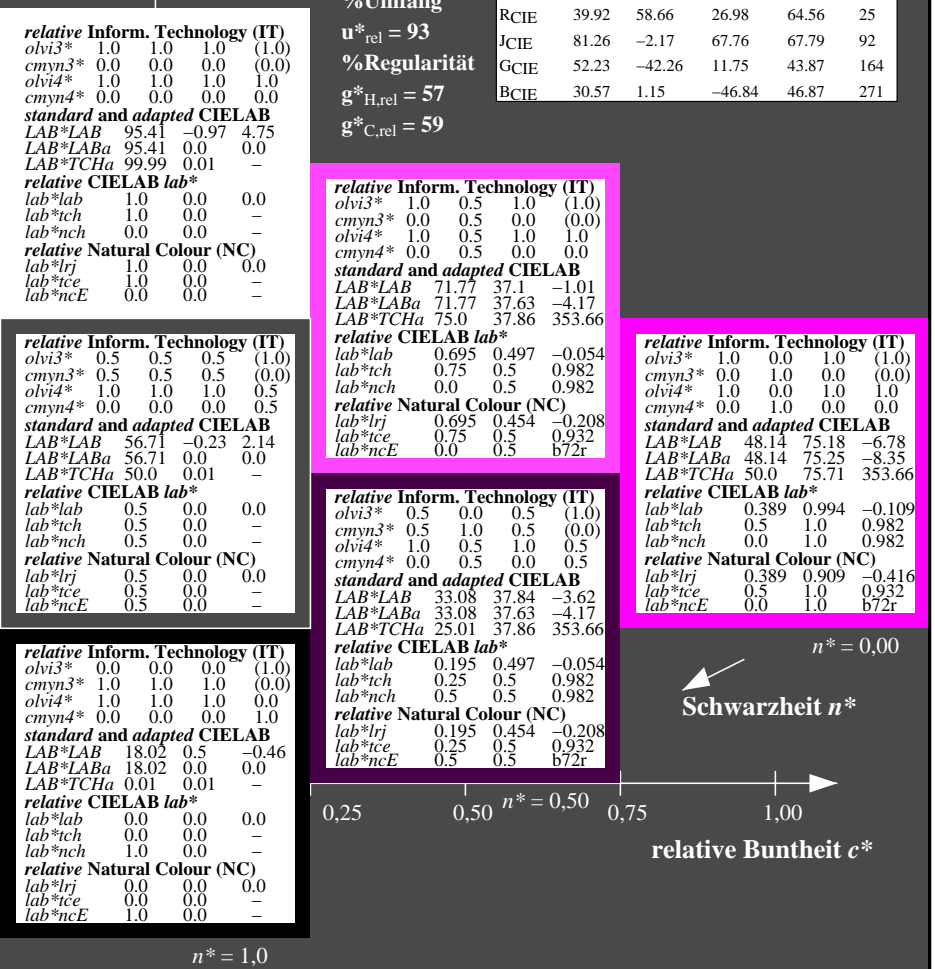 %Umfang
u*rel = 93
%Regularität
g*H,rel = 57
g*C,rel = 59
RCIE 39.92 58.66 26.98 64.56 25
JCIE 81.26 −2.17 67.76 67.79 92
GCIE 52.23 −42.26 11.75 43.87 164
BCIE 30.57 1.15 −46.84 46.87 271
relative Inform. Technology (IT)
olvi3* 1.0 1.0 1.0 (1.0)
cmyn3* 0.0 0.0 0.0 (0.0)
olvi4* 1.0 1.0 1.0 1.0
cmyn4* 0.0 0.0 0.0 0.0
standard and adapted CIELAB
LAB*LAB 95.41 −0.97 4.75
LAB*LABa 95.41 0.0 0.0
LAB*TCHa 99.99 0.01 –
relative CIELAB lab*
lab*lab 1.0 0.0 0.0
lab*tch 1.0 0.0 –
lab*nch 0.0 0.0 –
relative Natural Colour (NC)
lab*lrj 1.0 0.0 0.0
lab*tce 1.0 0.0 –
lab*ncE 0.0 0.0 –
relative Inform. Technology (IT)
olvi3* 1.0 0.5 1.0 (1.0)
cmyn3* 0.0 0.5 0.0 (0.0)
olvi4* 1.0 0.5 1.0 1.0
cmyn4* 0.0 0.5 0.0 0.0
standard and adapted CIELAB
LAB*LAB 71.77 37.1 −1.01
LAB*LABa 71.77 37.63 −4.17
LAB*TCHa 75.0 37.86 353.66
relative CIELAB lab*
lab*lab 0.695 0.497 −0.054
lab*tch 0.75 0.5 0.982
lab*nch 0.0 0.5 0.982
relative Natural Colour (NC)
lab*lrj 0.695 0.454 −0.208
lab*tce 0.75 0.5 0.932
lab*ncE 0.0 0.5 b72r
relative Inform. Technology (IT)
olvi3* 0.5 0.5 0.5 (1.0)
cmyn3* 0.5 0.5 0.5 (0.0)
olvi4* 1.0 1.0 1.0 0.5
cmyn4* 0.0 0.0 0.0 0.5
standard and adapted CIELAB
LAB*LAB 56.71 −0.23 2.14
LAB*LABa 56.71 0.0 0.0
LAB*TCHa 50.0 0.01 –
relative CIELAB lab*
lab*lab 0.5 0.0 0.0
lab*tch 0.5 0.0 –
lab*nch 0.5 0.0 –
relative Natural Colour (NC)
lab*lrj 0.5 0.0 0.0
lab*tce 0.5 0.0 –
lab*ncE 0.5 0.0 –
relative Inform. Technology (IT)
olvi3* 1.0 0.0 1.0 (1.0)
cmyn3* 0.0 1.0 0.0 (0.0)
olvi4* 1.0 0.0 1.0 1.0
cmyn4* 0.0 1.0 0.0 0.0
standard and adapted CIELAB
LAB*LAB 48.14 75.18 −6.78
LAB*LABa 48.14 75.25 −8.35
LAB*TCHa 50.0 75.71 353.66
relative CIELAB lab*
lab*lab 0.389 0.994 −0.109
lab*tch 0.5 1.0 0.982
lab*nch 0.0 1.0 0.982
relative Natural Colour (NC)
lab*lrj 0.389 0.909 −0.416
lab*tce 0.5 1.0 0.932
lab*ncE 0.0 1.0 b72r
relative Inform. Technology (IT)
olvi3* 0.5 0.0 0.5 (1.0)
cmyn3* 0.5 1.0 0.5 (0.0)
olvi4* 1.0 0.5 1.0 0.5
cmyn4* 0.0 0.5 0.0 0.5
standard and adapted CIELAB
LAB*LAB 33.08 37.84 −3.62
LAB*LABa 33.08 37.63 −4.17
LAB*TCHa 25.01 37.86 353.66
relative CIELAB lab*
lab*lab 0.195 0.497 −0.054
lab*tch 0.25 0.5 0.982
lab*nch 0.5 0.5 0.982
relative Natural Colour (NC)
lab*lrj 0.195 0.454 −0.208
lab*tce 0.25 0.5 0.932
lab*ncE 0.5 0.5 b72r
relative Inform. Technology (IT)
olvi3* 0.0 0.0 0.0 (1.0)
cmyn3* 1.0 1.0 1.0 (0.0)
olvi4* 1.0 1.0 1.0 0.0
cmyn4* 0.0 0.0 0.0 1.0
standard and adapted CIELAB
LAB*LAB 18.02 0.5 −0.46
LAB*LABa 18.02 0.0 0.0
LAB*TCHa 0.01 0.01 –
relative CIELAB lab*
lab*lab 0.0 0.0 0.0
lab*tch 0.0 0.0 –
lab*nch 1.0 0.0 –
relative Natural Colour (NC)
lab*lrj 0.0 0.0 0.0
lab*tce 0.0 0.0 –
lab*ncE 1.0 0.0 –
n* = 0,00
Schwarzheit n*
n* = 0,50
0,25 0,50 0,75 1,00
relative Buntheit c*
n* = 1,0